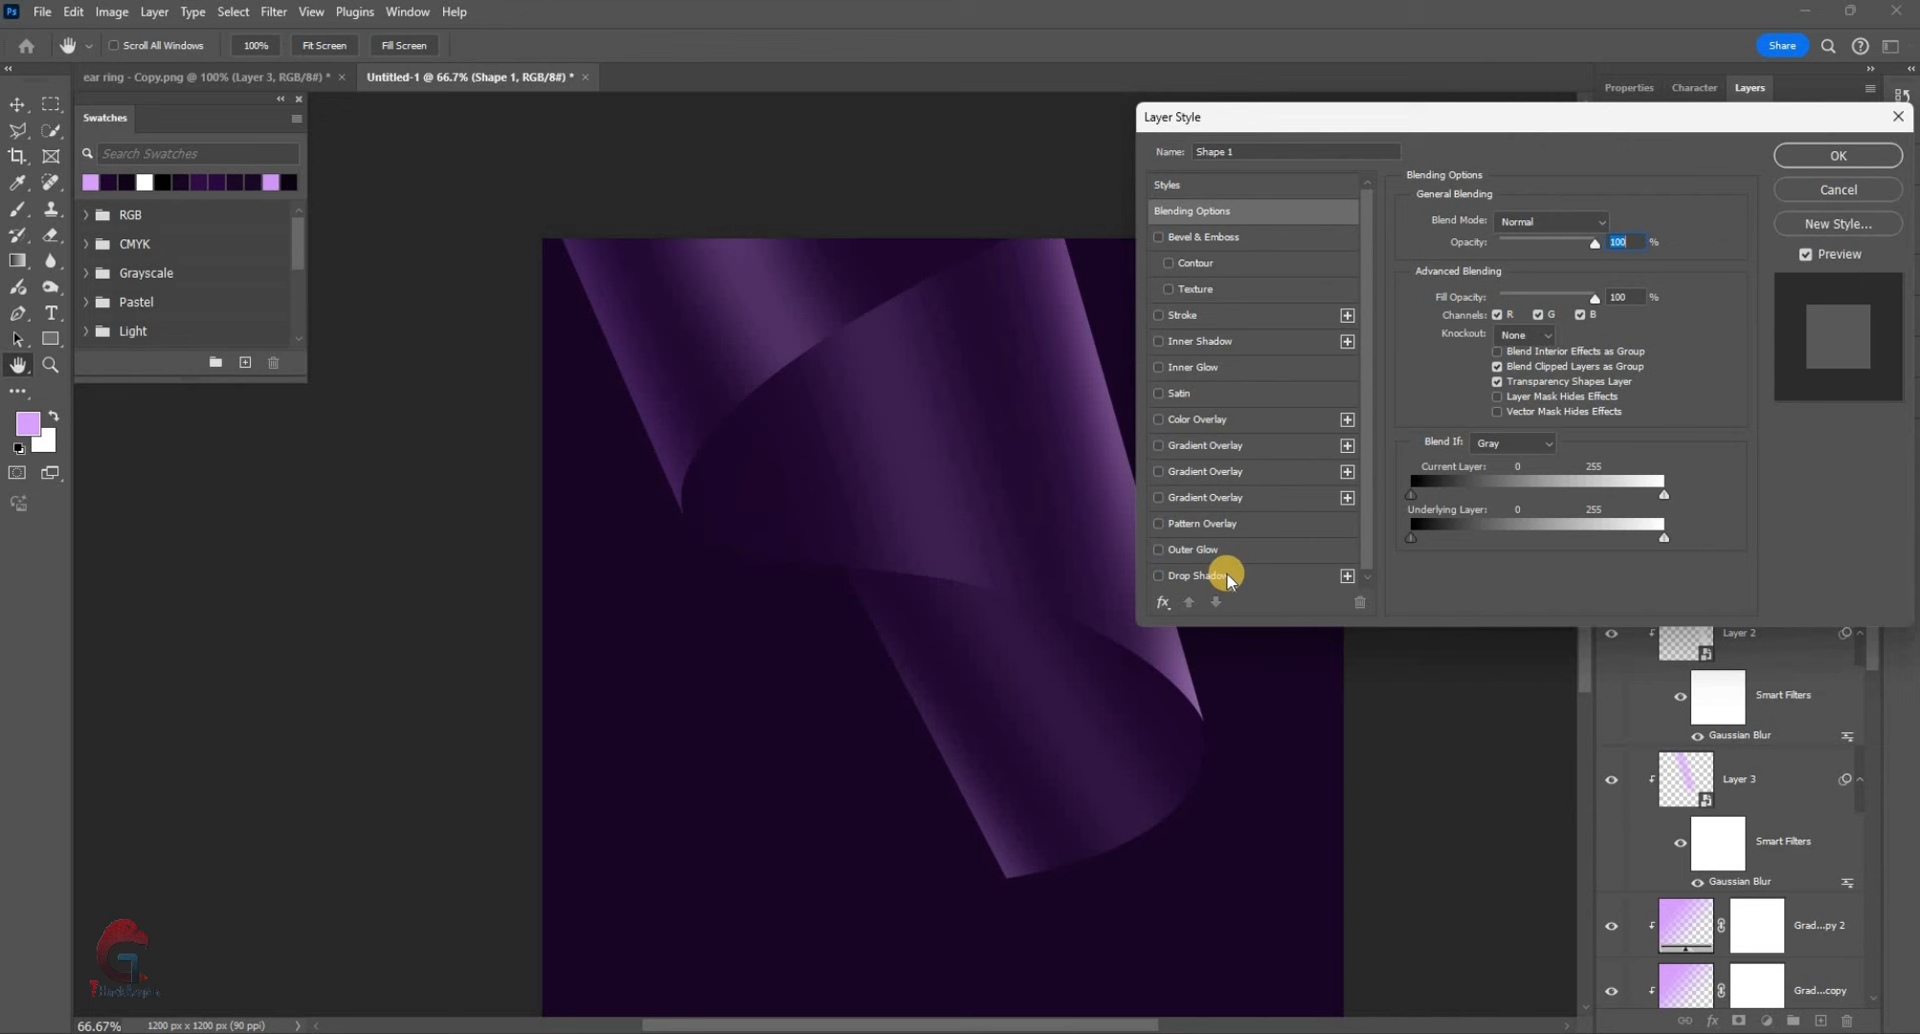 Ps File Edit Image Layer Type Select Filter View Plugins Window Help
Scroll All Windows 100% Fit Screen Fill Screen Share
ear ring - Copy.png @ 100% (Layer 3, RGB/8#) * × Untitled-1 @ 66.7% (Shape 1, RGB/8#) * ×
Swatches
Search Swatches
RGB
CMYK
Grayscale
Pastel
Light
Properties Character Layers
Layer Style
Name: Shape 1
Styles
Blending Options
Bevel & Emboss
Contour
Texture
Stroke
Inner Shadow
Inner Glow
Satin
Color Overlay
Gradient Overlay
Gradient Overlay
Gradient Overlay
Pattern Overlay
Outer Glow
Drop Shadow
fx
Blending Options
General Blending
Blend Mode: Normal
Opacity: 100 %
Advanced Blending
Fill Opacity: 100 %
Channels: R G B
Knockout: None
Blend Interior Effects as Group
Blend Clipped Layers as Group
Transparency Shapes Layer
Layer Mask Hides Effects
Vector Mask Hides Effects
Blend If: Gray
Current Layer: 0 255
Underlying Layer: 0 255
OK
Cancel
New Style...
Preview
Layer 2
Smart Filters
Gaussian Blur
Layer 3
Smart Filters
Gaussian Blur
Grad...py 2
Grad...copy
fx
66.67% 1200 px x 1200 px (90 ppi)